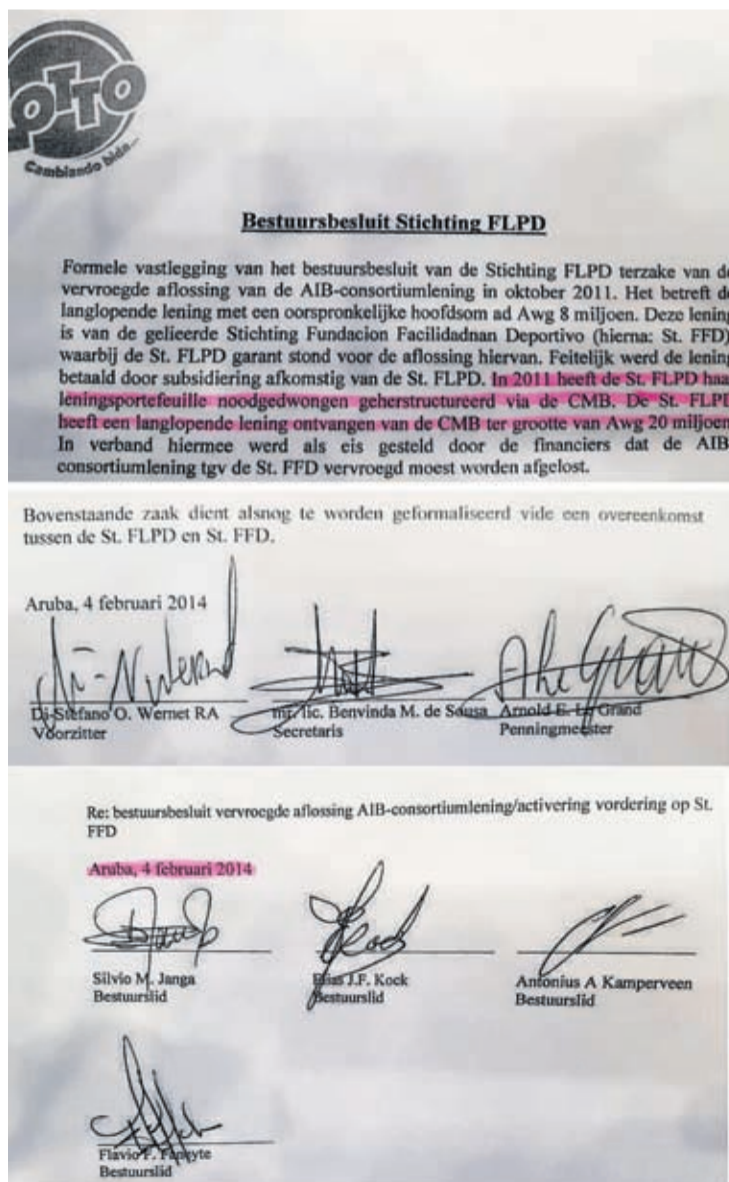 LOTTO
Cambiando bida...
Bestuursbesluit Stichting FLPD
Formele vastlegging van het bestuursbesluit van de Stichting FLPD terzake van de
vervroegde aflossing van de AIB-consortiumlening in oktober 2011. Het betreft de
langlopende lening met een oorspronkelijke hoofdsom ad Awg 8 miljoen. Deze lening
is van de gelieerde Stichting Fundacion Facilidadnan Deportivo (hierna: St. FFD)
waarbij de St. FLPD garant stond voor de aflossing hiervan. Feitelijk werd de lening
betaald door subsidiering afkomstig van de St. FLPD. In 2011 heeft de St. FLPD haar
leningsportefeuille noodgedwongen geherstructureerd via de CMB. De St. FLPD
heeft een langlopende lening ontvangen van de CMB ter grootte van Awg 20 miljoen
In verband hiermee werd als eis gesteld door de financiers dat de AIB
consortiumlening tgv de St. FFD vervroegd moest worden afgelost.
Bovenstaande zaak dient alsnog te worden geformaliseerd vide een overeenkomst
tussen de St. FLPD en St. FFD.
Aruba, 4 februari 2014
Di-Stefano O. Wernet RA mr. lic. Benvinda M. de Sousa Arnold E. Le Grand
Voorzitter Secretaris Penningmeester
Re: bestuursbesluit vervroegde aflossing AIB-consortiumlening/activering vordering op St.
FFD
Aruba, 4 februari 2014
Silvio M. Janga Elias J.F. Kock Antonius A Kamperveen
Bestuurslid Bestuurslid Bestuurslid
Flavio F.
Bestuurslid